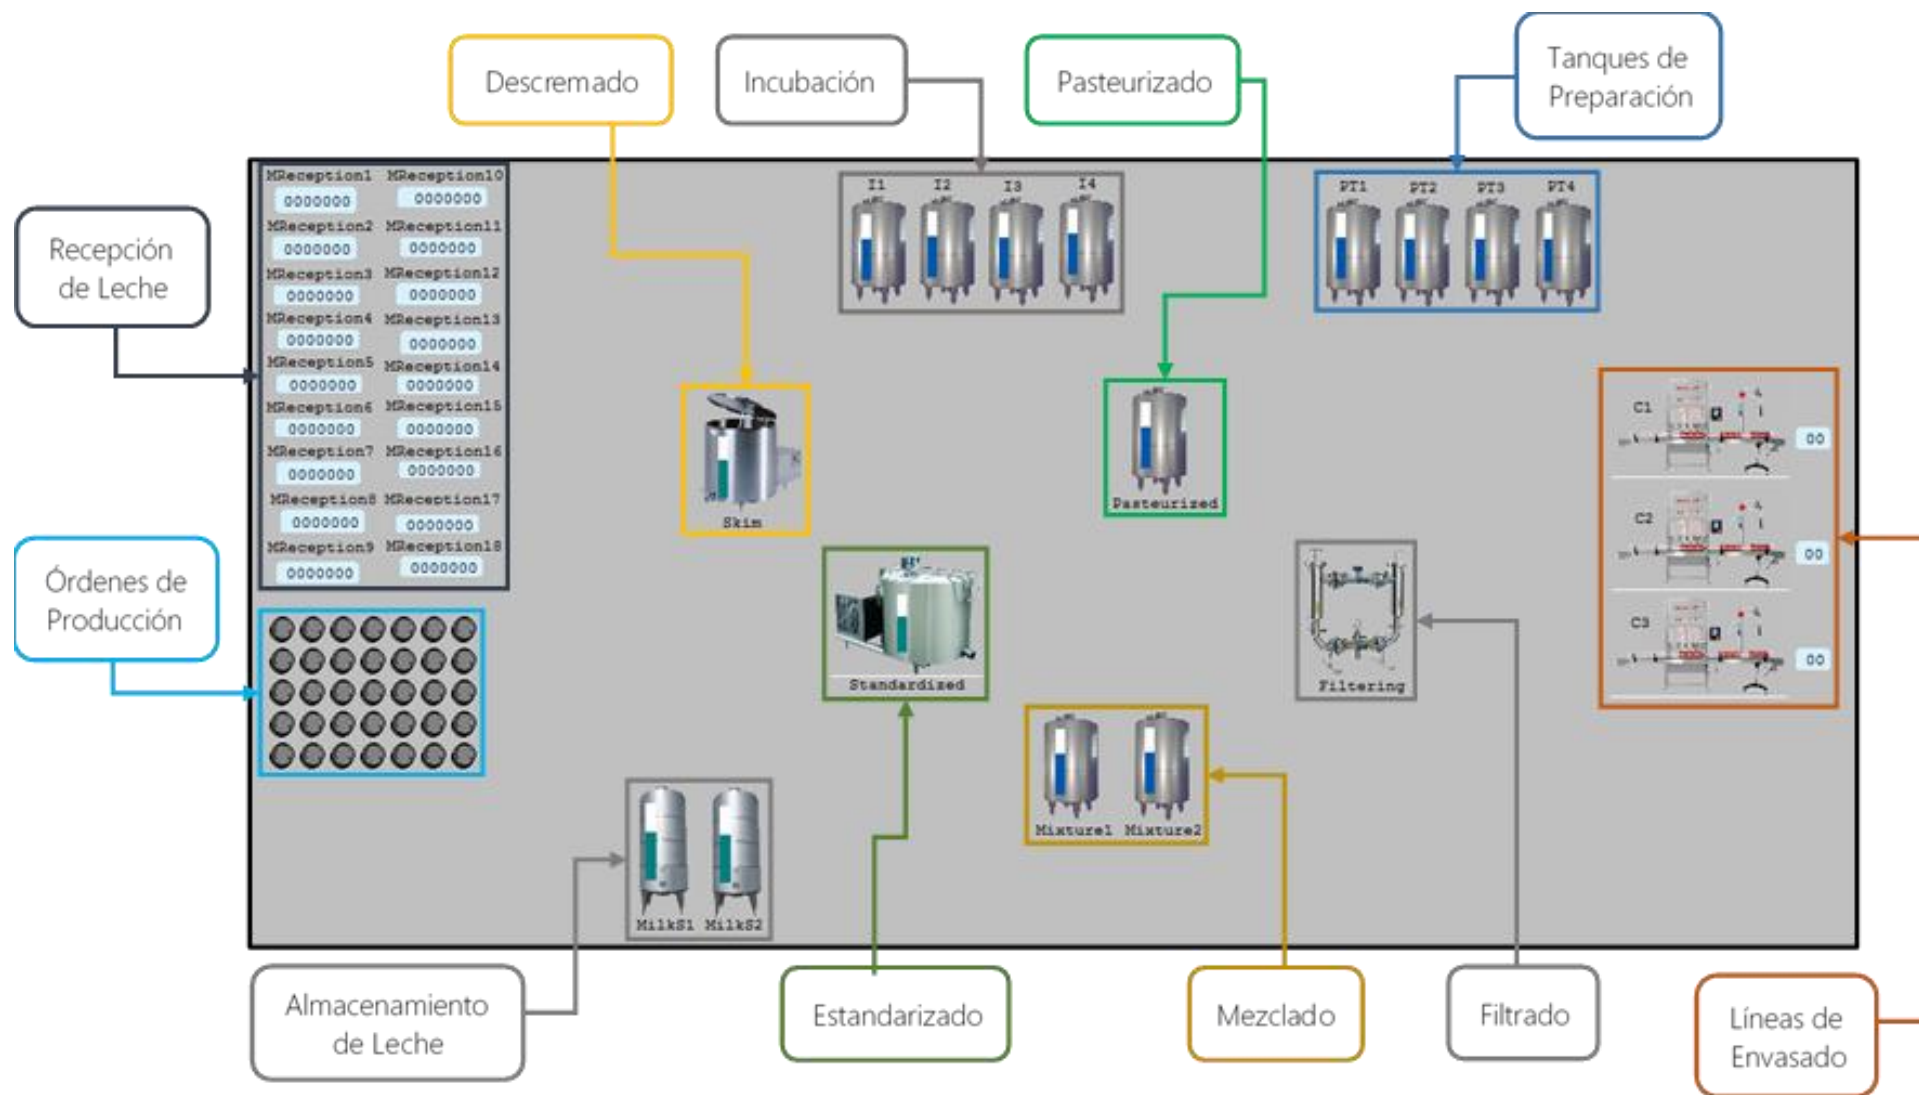 Descremado
Incubación
Pasteurizado
Tanques de
Preparación
Recepción
de Leche
MReception1 MReception10
0000000 0000000
MReception2 MReception11
0000000 0000000
MReception3 MReception12
0000000 0000000
MReception4 MReception13
0000000 0000000
MReception5 MReception14
0000000 0000000
MReception6 MReception15
0000000 0000000
MReception7 MReception16
0000000 0000000
MReception8 MReception17
0000000 0000000
MReception9 MReception18
0000000 0000000
I1 I2 I3 I4
PT1 PT2 PT3 PT4
Skim
Pasteurized
C1
00
C2
00
C3
00
Órdenes de
Producción
Standardized
Filtering
Mixture1 Mixture2
MilkS1 MilkS2
Almacenamiento
de Leche
Estandarizado
Mezclado
Filtrado
Líneas de
Envasado